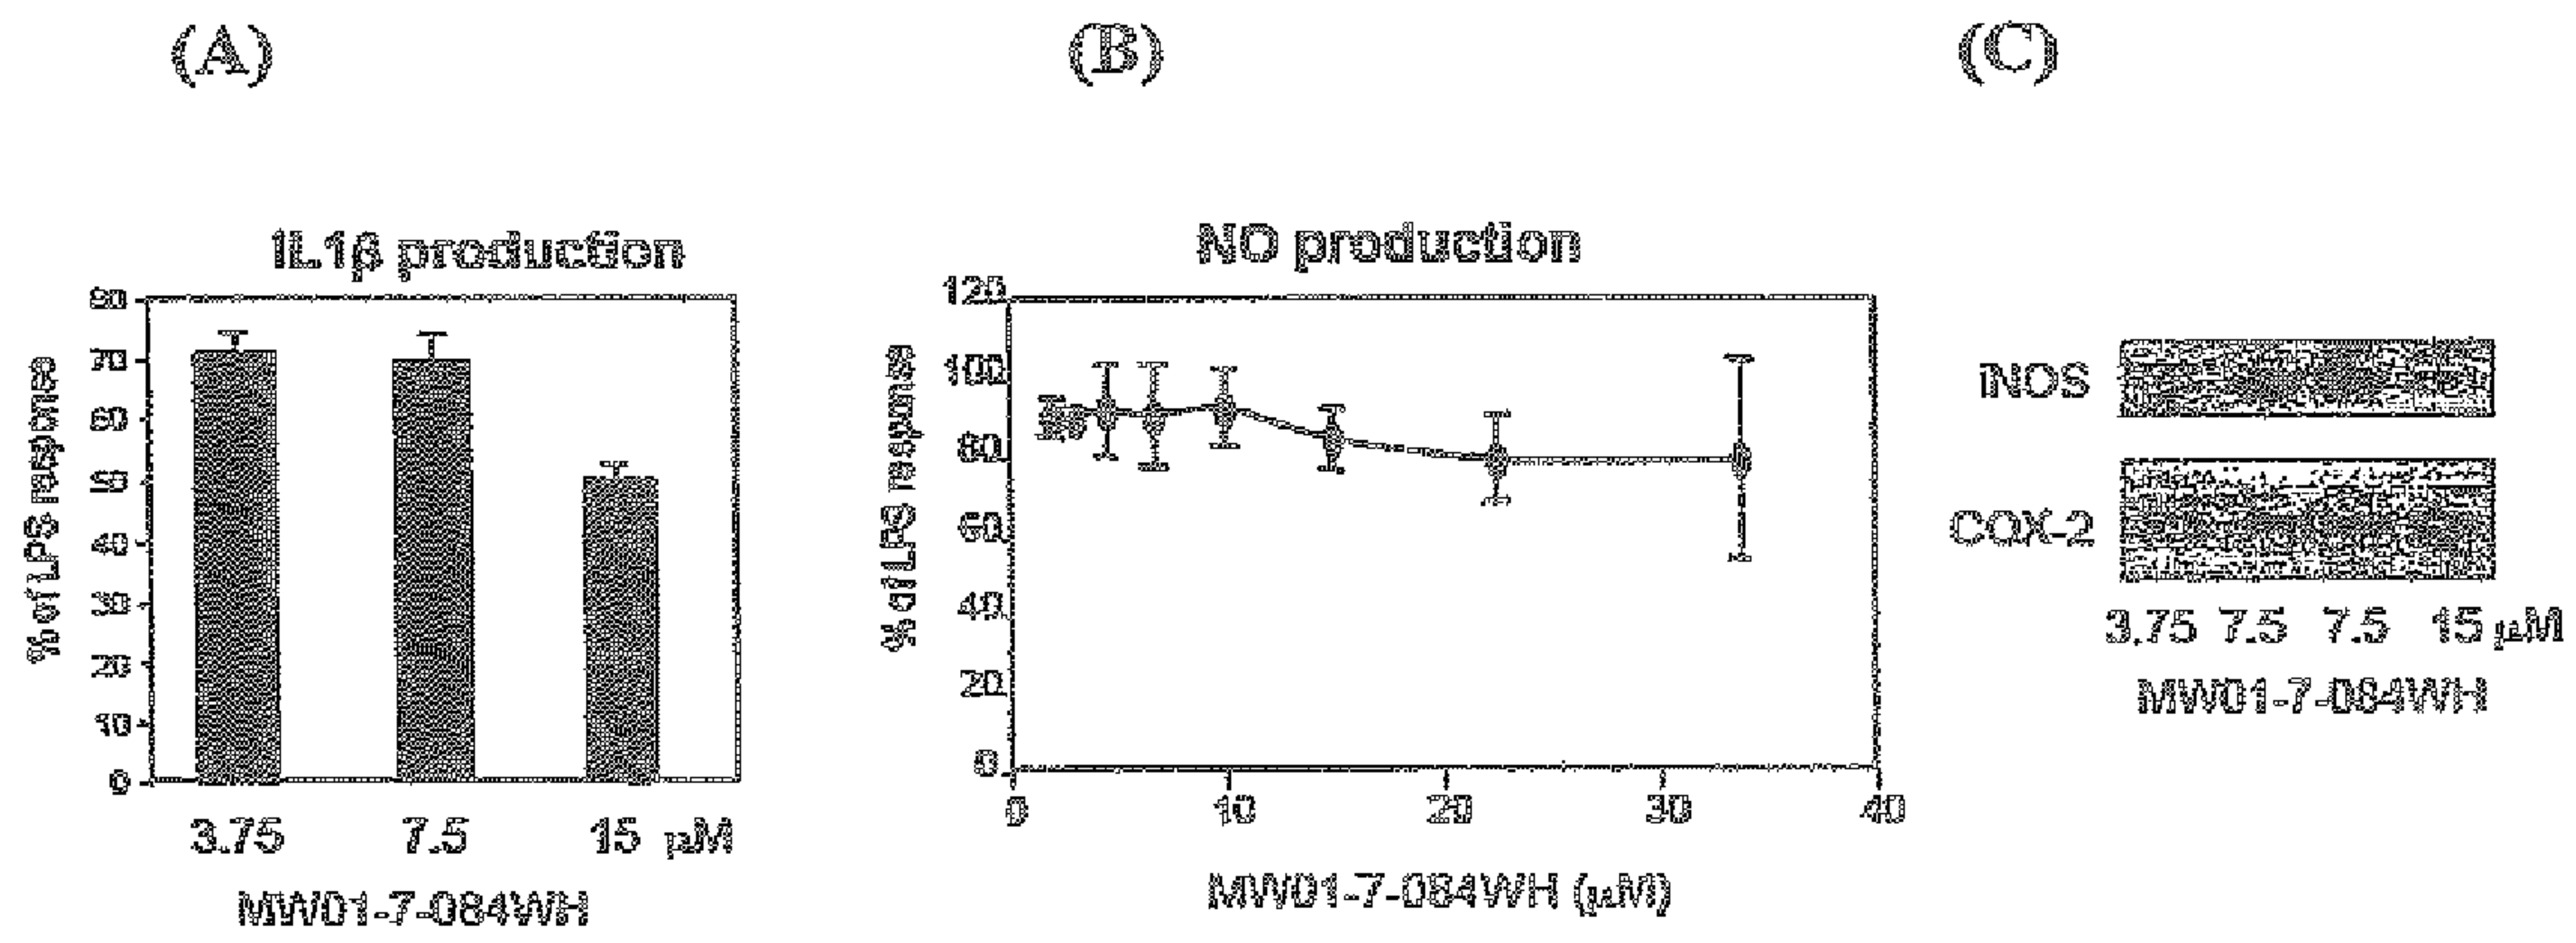 (A)
(B)
(C)
IL1β production
% of LPS response
80
70
60
50
40
30
20
10
0
3.75 7.5 15 μM
MW01-7-084WH
NO production
% of LPS response
120
100
80
60
40
20
0
0 10 20 30 40
MW01-7-084WH (μM)
iNOS
COX-2
3.75 7.5 7.5 15 μM
MW01-7-084WH